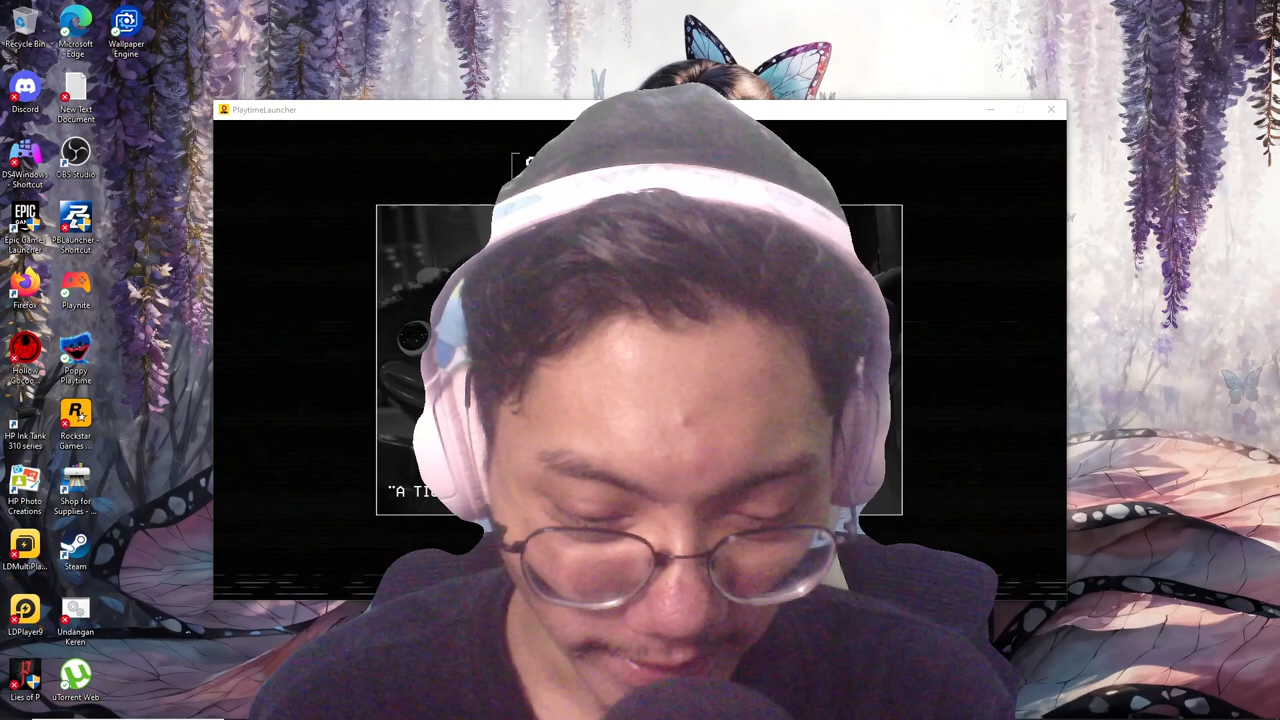 Recycle Bin
Microsoft
Edge
Wallpaper
Engine
Discord
New Text
Document
DS4Windows
- Shortcut
OBS Studio
EPIC
Epic Games
Launcher
PBLauncher -
Shortcut
Firefox
Playnite
Hollow
Cocoo...
Poppy
Playtime
HP Ink Tank
310 series
Rockstar
Games ...
HP Photo
Creations
Shop for
Supplies - ...
LDMultiPla...
Steam
LDPlayer9
Undangan
Keren
Lies of P
uTorrent Web
PlaytimeLauncher
"A